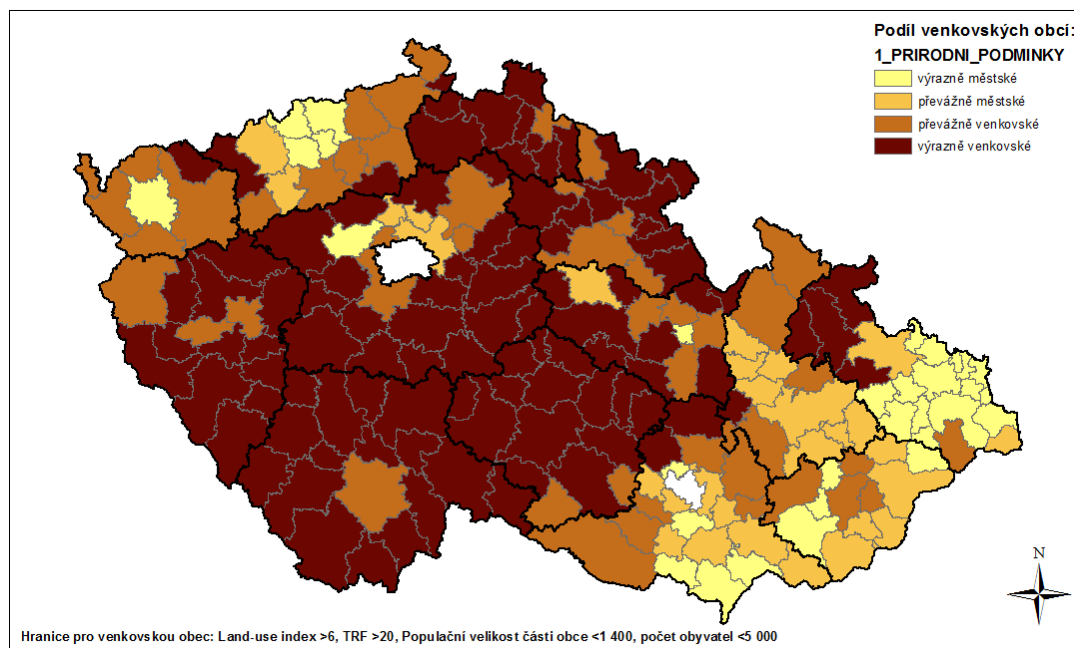 Podíl venkovských obcí:
1_PRIRODNI_PODMINKY
výrazně městské
převážně městské
převážně venkovské
výrazně venkovské
N
Hranice pro venkovskou obec: Land-use index >6, TRF >20, Populační velikost části obce <1 400, počet obyvatel <5 000